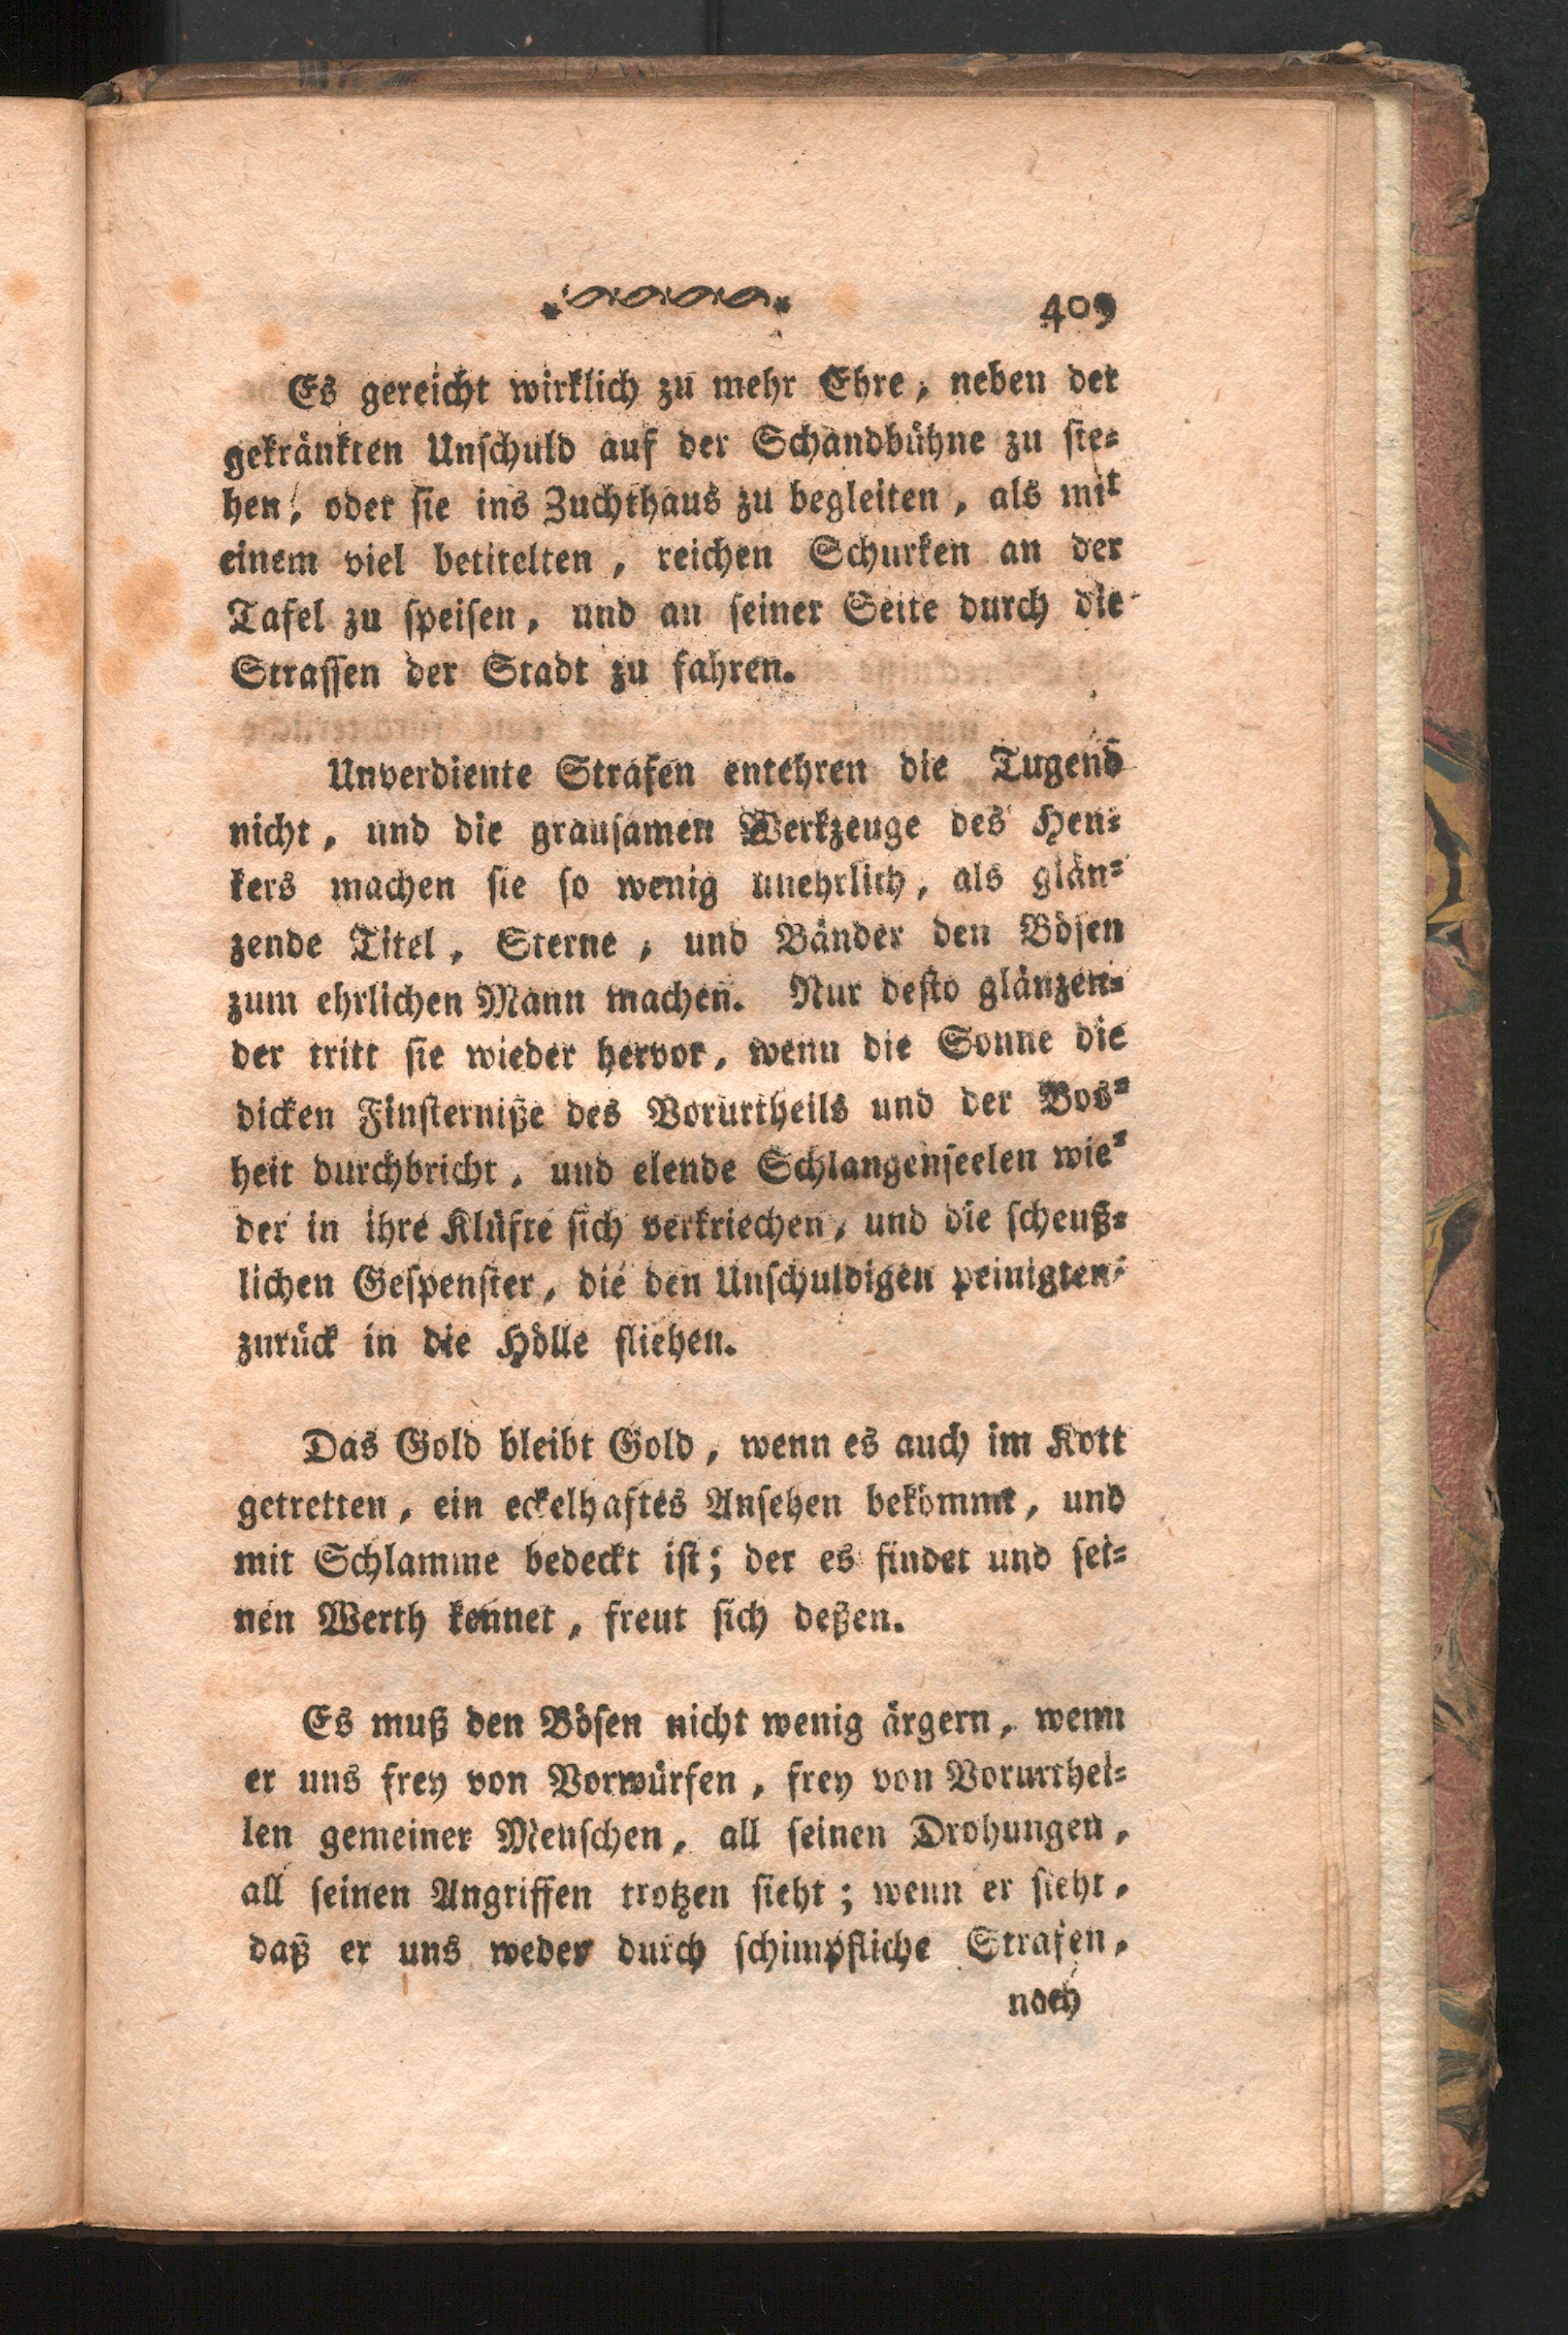 409
Es gereicht wirklich zu mehr Ehre, neben der
gekränkten Unschuld auf der Schandbühne zu ste=
hen, oder sie ins Zuchthaus zu begleiten, als mit
einem viel betitelten, reichen Schurken an der
Tafel zu speisen, und an seiner Seite durch die
Strassen der Stadt zu fahren.
Unverdiente Strafen entehren die Tugend
nicht, und die grausamen Werkzeuge des Hen=
kers machen sie so wenig unehrlich, als glän=
zende Titel, Sterne, und Bänder den Bösen
zum ehrlichen Mann machen. Nur desto glänzen=
der tritt sie wieder hervor, wenn die Sonne die
dicken Finsterniße des Vorurtheils und der Bos=
heit durchbricht, und elende Schlangenseelen wie=
der in ihre Klüfte sich verkriechen, und die scheuß=
lichen Gespenster, die den Unschuldigen peinigten,
zurück in die Hölle fliehen.
Das Gold bleibt Gold, wenn es auch im Kott
getretten, ein eckelhaftes Ansehen bekömmt, und
mit Schlamme bedeckt ist; der es findet und sei=
nen Werth kennet, freut sich deßen.
Es muß den Bösen nicht wenig ärgern, wenn
er uns frey von Vorwürfen, frey von Vorurthei=
len gemeiner Menschen, all seinen Drohungen,
all seinen Angriffen trotzen sieht; wenn er sieht,
daß er uns weder durch schimpfliche Strafen,
noch